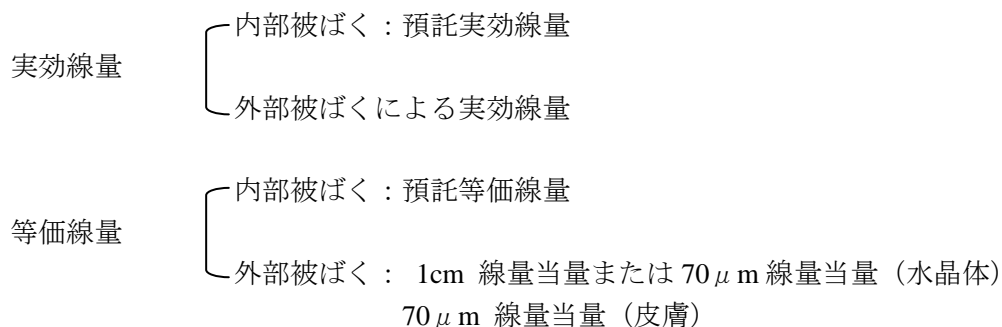 内部被ばく：預託実効線量
実効線量
外部被ばくによる実効線量
内部被ばく：預託等価線量
等価線量
外部被ばく： 1cm 線量当量または 70μm 線量当量（水晶体）
70μm 線量当量（皮膚）